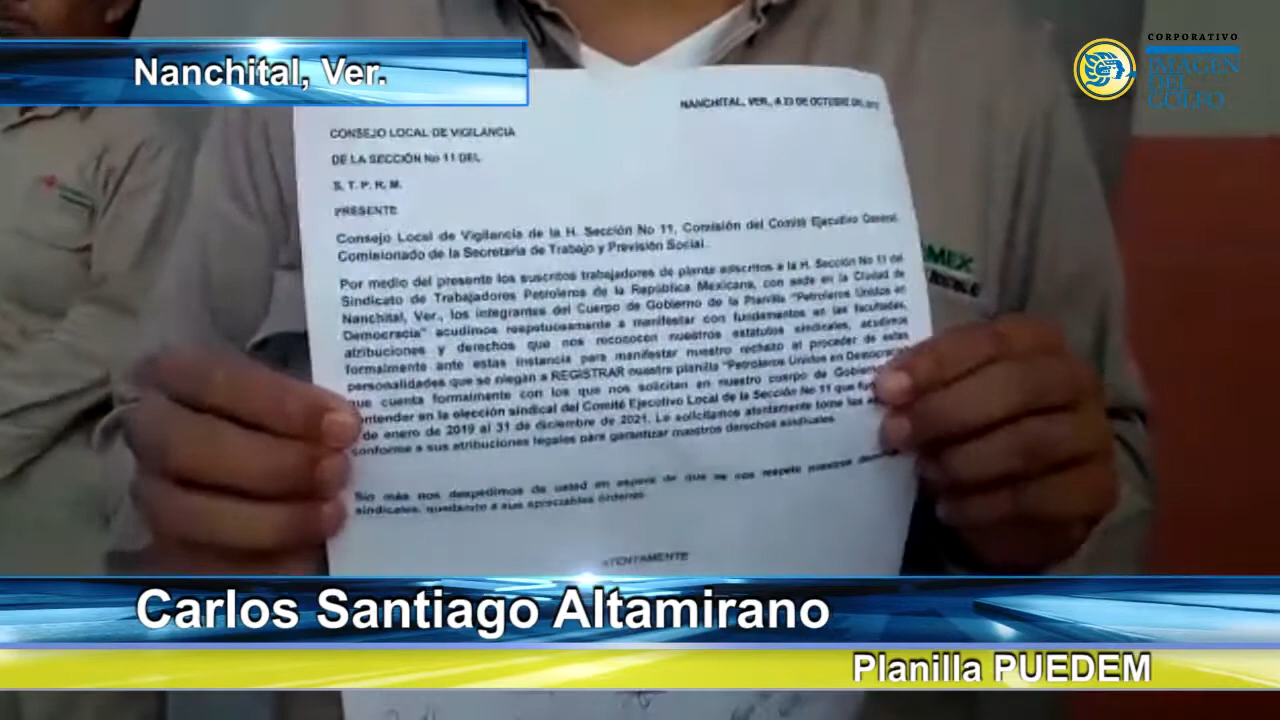 Nanchital, Ver.
CORPORATIVO
IMAGEN
DEL
GOLFO
NANCHITAL, VER., A 23 DE OCTUBRE DEL
CONSEJO LOCAL DE VIGILANCIA
DE LA SECCIÓN No 11 DEL
S. T. P. R. M.
PRESENTE
Consejo Local de Vigilancia de la H. Sección No 11, Comisión del Comité Ejecutivo General,
Comisionado de la Secretaria de Trabajo y Previsión Social.
Por medio del presente los suscritos trabajadores de planta adscritos a la H. Sección No 11 del
Sindicato de Trabajadores Petroleros de la República Mexicana, con sede en la Ciudad de
Nanchital, Ver., los integrantes del Cuerpo de Gobierno de la Planilla "Petroleros Unidos en
Democracia" acudimos respetuosamente a manifestar con fundamentos en las facultades,
atribuciones y derechos que nos reconocen nuestros estatutos sindicales, acudimos
formalmente ante estas instancia para manifestar nuestro rechazo al proceder de estas
personalidades que se niegan a REGISTRAR nuestra planilla "Petroleros Unidos en Democrac
que cuenta formalmente con los que nos solicitan en nuestro cuerpo de Gobierno
contender en la elección sindical del Comité Ejecutivo Local de la Sección No 11 que
de enero de 2019 al 31 de diciembre de 2021. Le solicitamos atentamente tome las
conforme a sus atribuciones legales para garantizar nuestros derechos sindicales.
Sin más nos despedimos de usted en espera de que se nos respete nuestros
sindicales, quedando a sus apreciables órdenes
ATENTAMENTE
MEX
Carlos Santiago Altamirano
Planilla PUEDEM